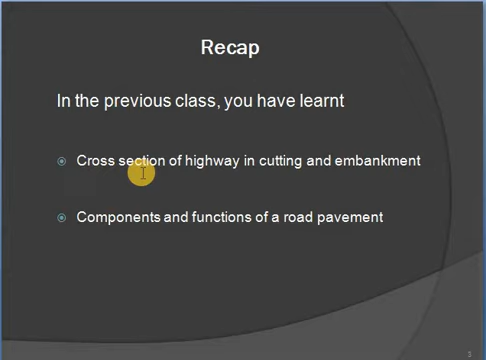 Recap
In the previous class, you have learnt
Cross section of highway in cutting and embankment
Components and functions of a road pavement
3